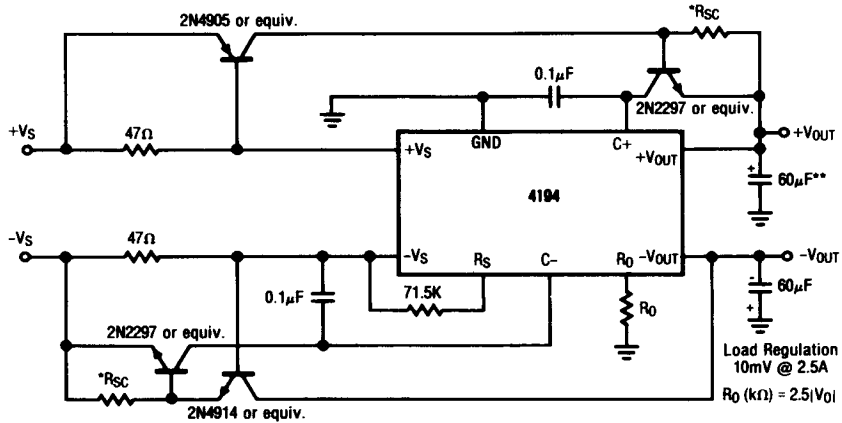 2N4905 or equiv.
*RSC
0.1μF
2N2297 or equiv.
+VS
47Ω
GND
C+
+VS
+VOUT
+VOUT
4194
+
60μF**
-VS
47Ω
-VS
RS
C-
RO
-VOUT
-VOUT
0.1μF
71.5K
RO
-
60μF
+
2N2297 or equiv.
*RSC
2N4914 or equiv.
Load Regulation
10mV @ 2.5A
RO (kΩ) = 2.5|VO|